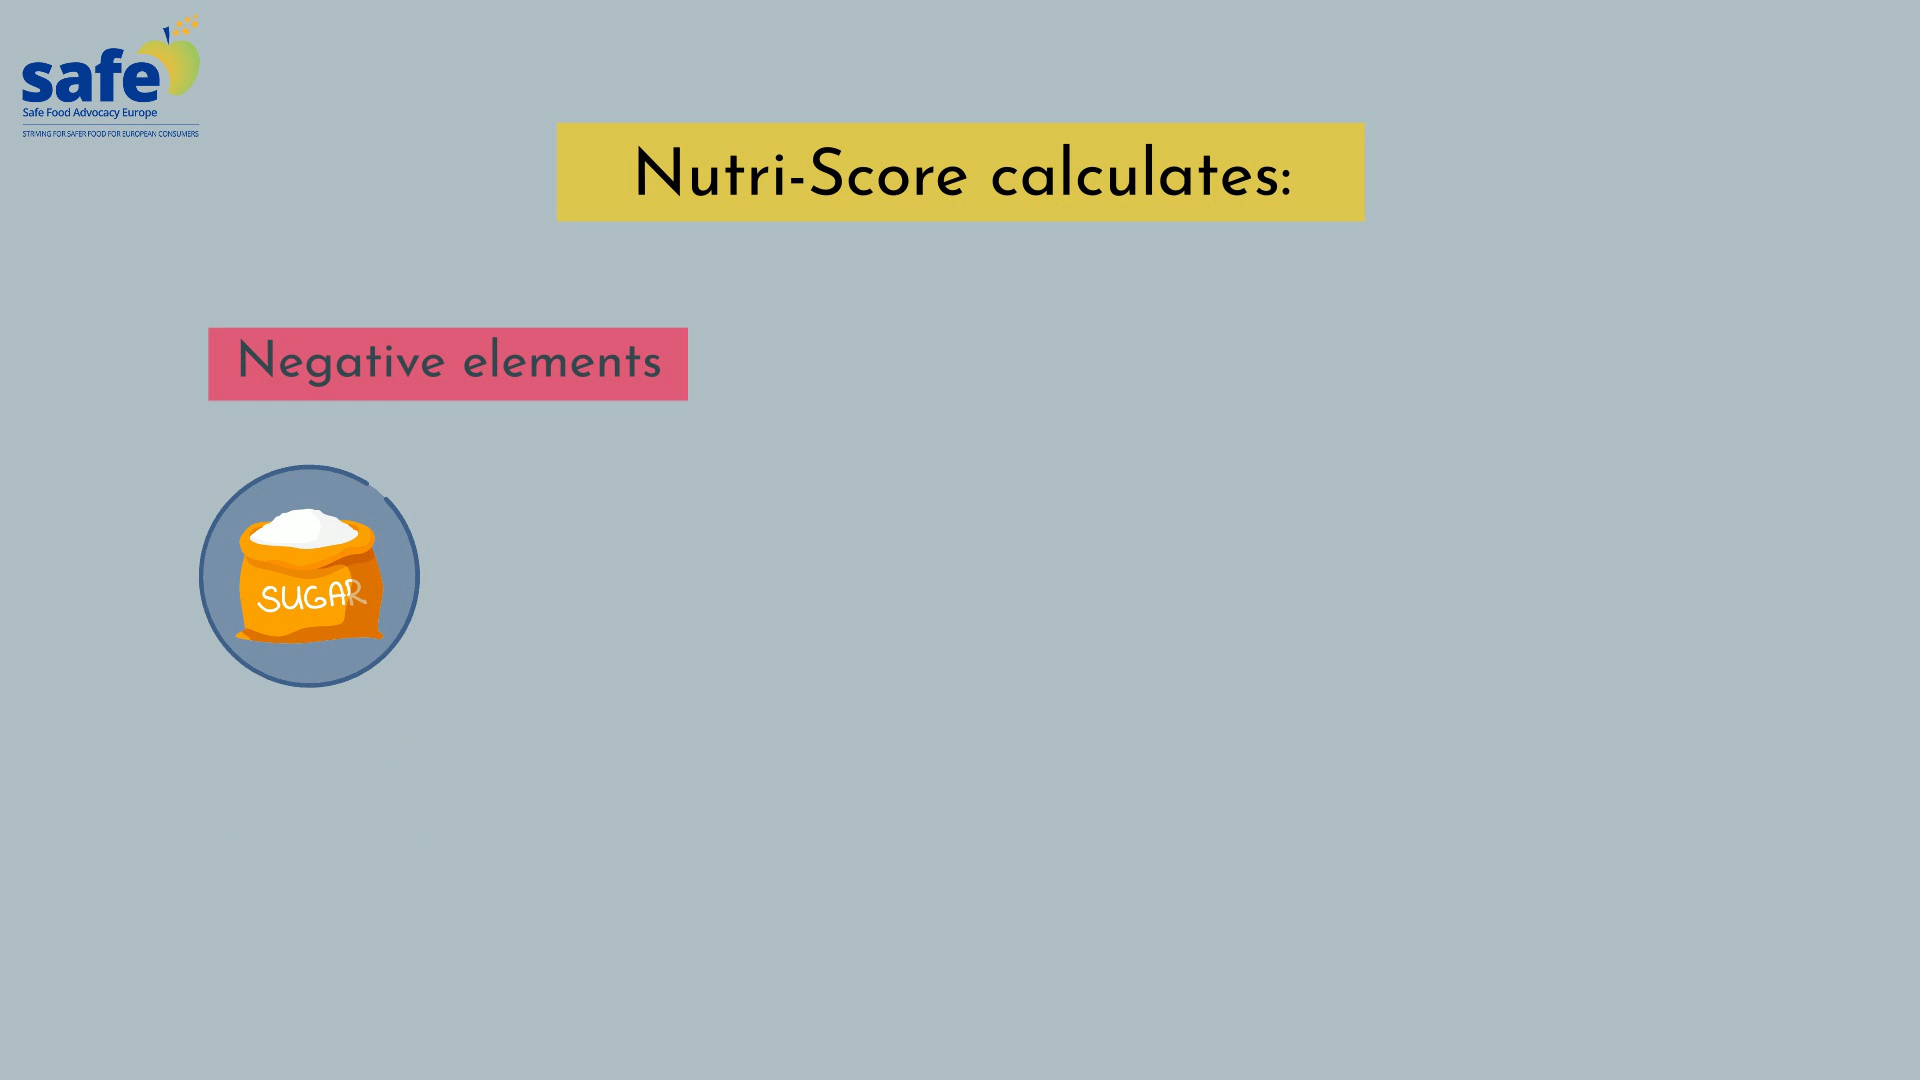 safe
Safe Food Advocacy Europe
STRIVING FOR SAFER FOOD FOR EUROPEAN CONSUMERS
Nutri-Score calculates:
Negative elements
SUGAR